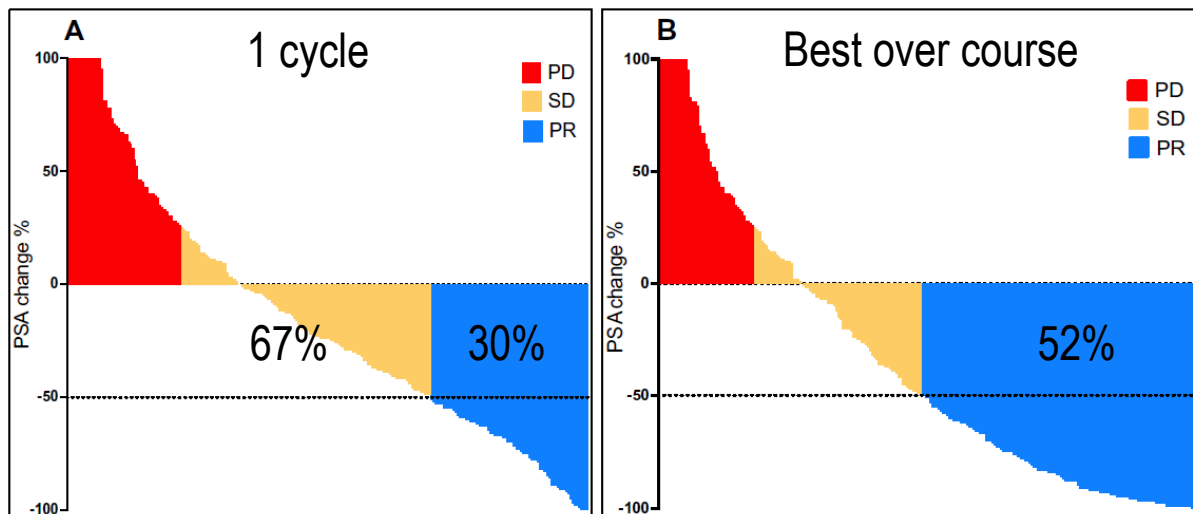 A
1 cycle
PD
SD
PR
100
50
0
-50
-100
PSA change %
67%
30%
B
Best over course
PD
SD
PR
100
50
0
-50
-100
PSA change %
52%